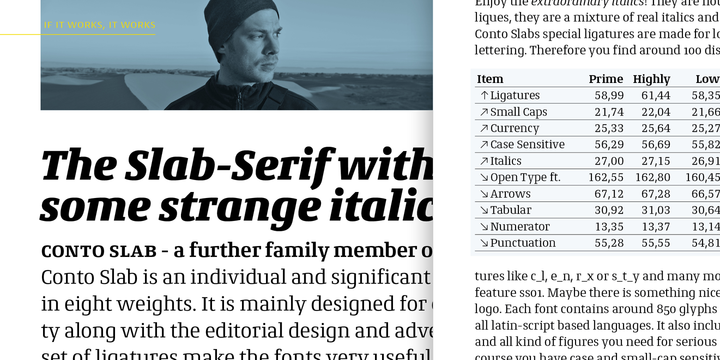 IF IT WORKS, IT WORKS
The Slab-Serif with
some strange italic
CONTO SLAB - a further family member o
Conto Slab is an individual and significant
in eight weights. It is mainly designed for
ty along with the editorial design and adve
set of ligatures make the fonts very useful
Enjoy the extraordinary italics! They are not
liques, they are a mixture of real italics and
Conto Slabs special ligatures are made for lo
lettering. Therefore you find around 100 dis
Item Prime Highly Low
↑ Ligatures 58,99 61,44 58,35
↗ Small Caps 21,74 22,04 21,66
↗ Currency 25,33 25,64 25,27
↗ Case Sensitive 56,29 56,69 55,82
↗ Italics 27,00 27,15 26,91
↘ Open Type ft. 162,55 162,80 160,45
↘ Arrows 67,12 67,28 66,57
↘ Tabular 30,92 31,03 30,64
↘ Numerator 13,35 13,37 13,14
↘ Punctuation 55,28 55,55 54,81
tures like c_l, e_n, r_x or s_t_y and many mo
feature ss01. Maybe there is something nice
logo. Each font contains around 850 glyphs
all latin-script based languages. It also inclu
and all kind of figures you need for serious
course you have case and small-cap sensitiv